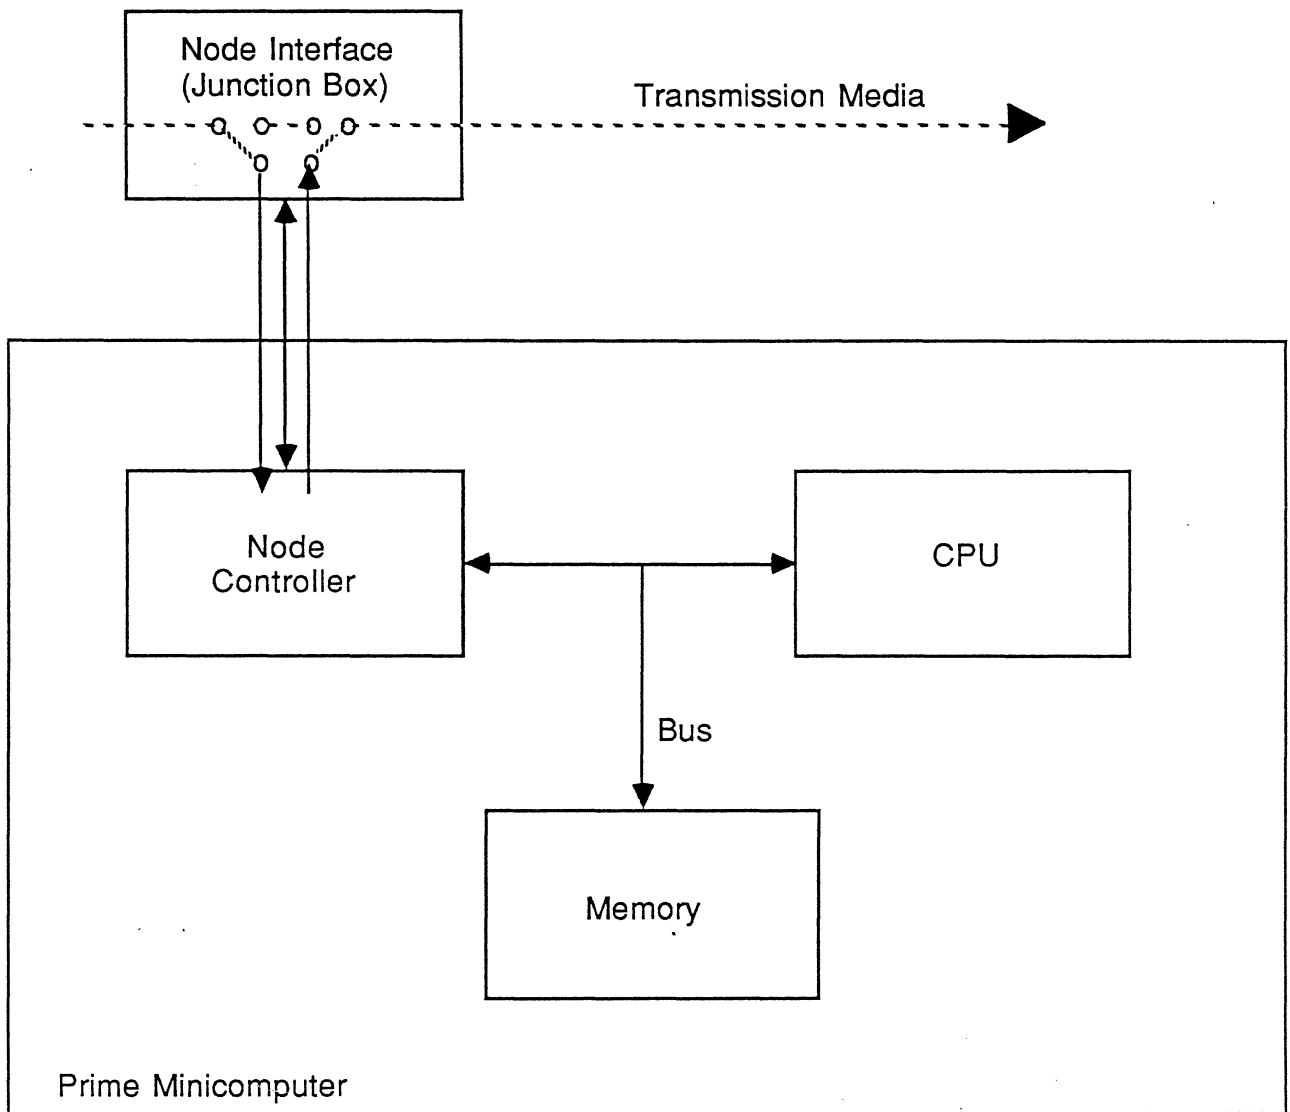 Node Interface
(Junction Box)
Transmission Media
Node
Controller
CPU
Bus
Memory
Prime Minicomputer